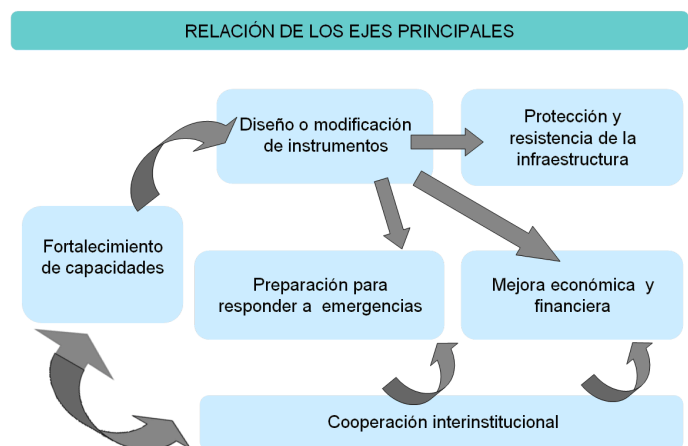 RELACIÓN DE LOS EJES PRINCIPALES
Diseño o modificación
de instrumentos
Protección y
resistencia de la
infraestructura
Fortalecimiento
de capacidades
Preparación para
responder a emergencias
Mejora económica y
financiera
Cooperación interinstitucional